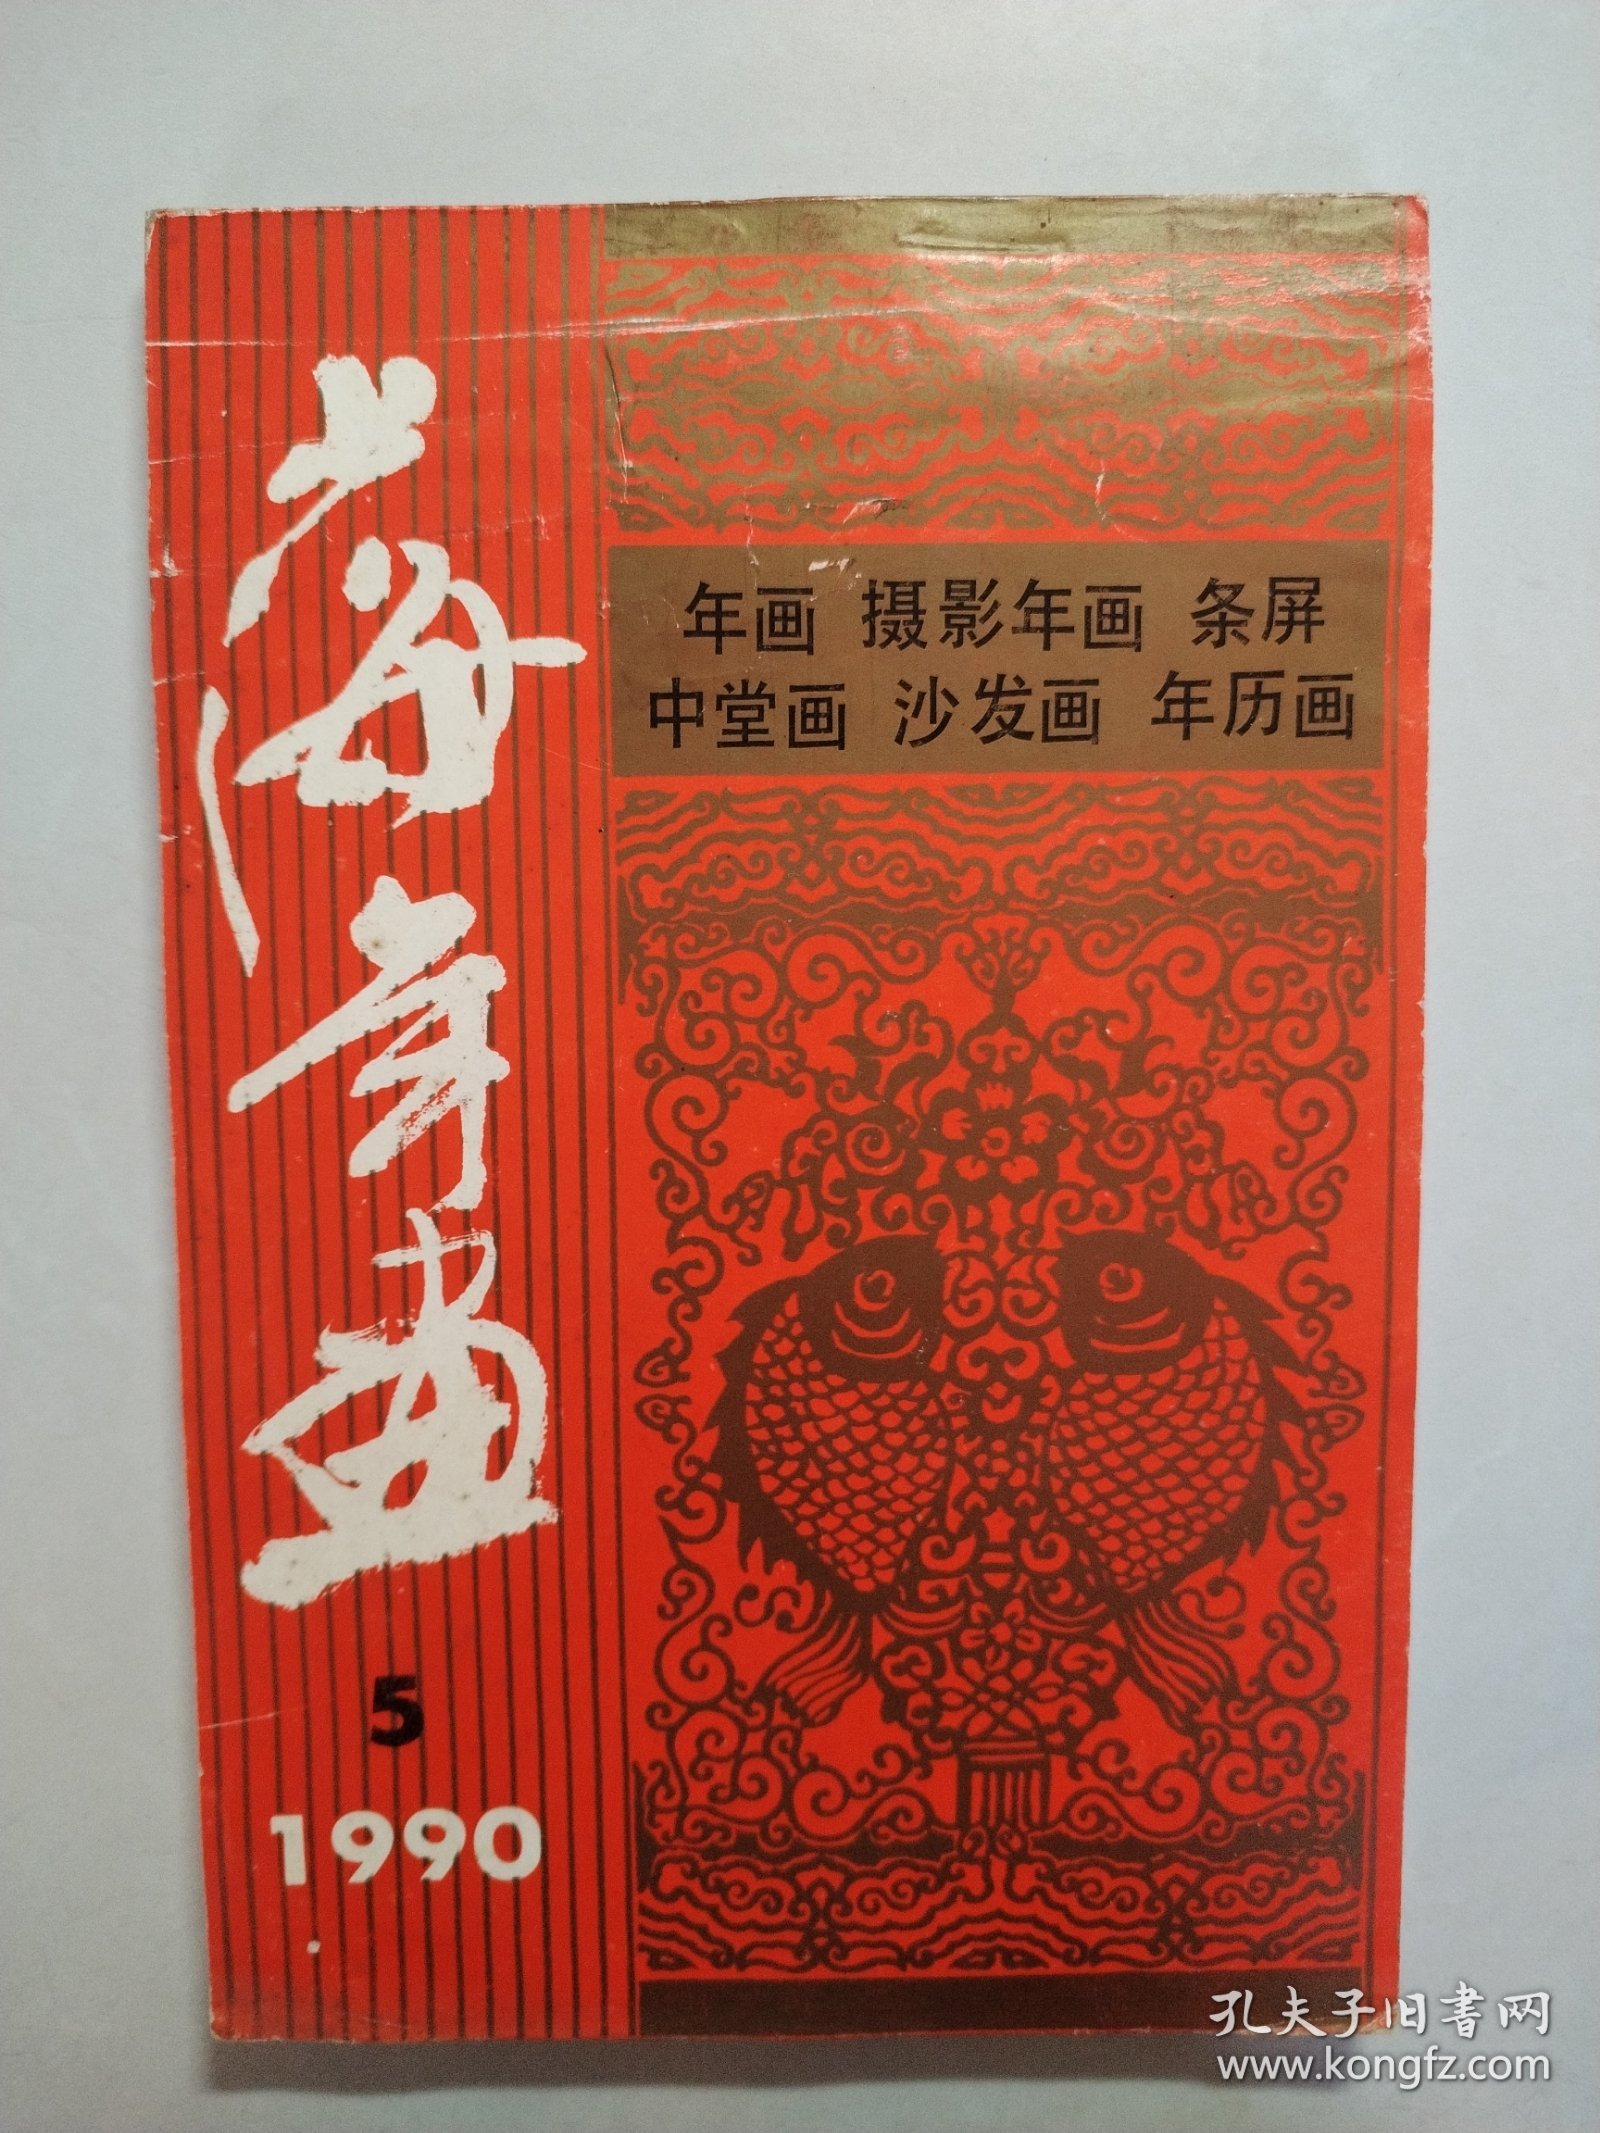 上海年画
5
1990
年画 摄影年画 条屏
中堂画 沙发画 年历画
孔夫子旧书网
www.kongfz.com